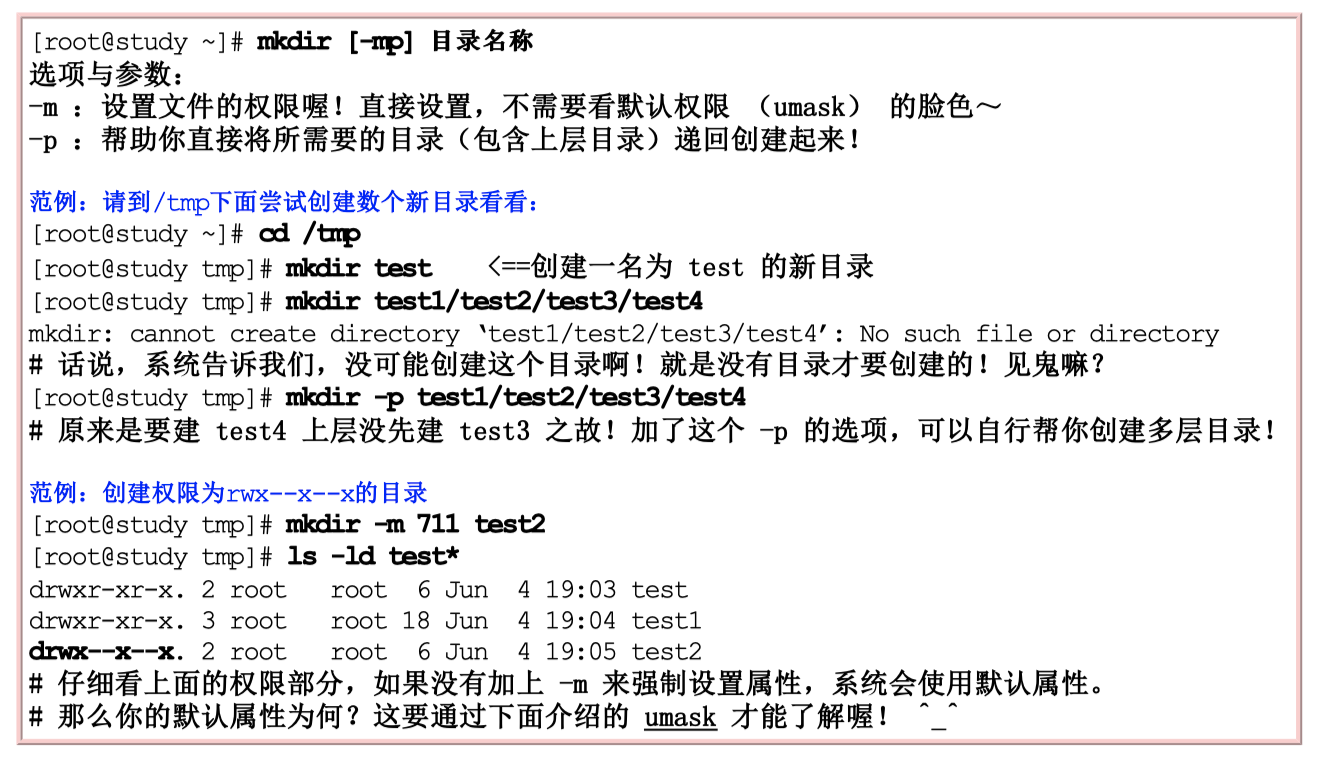 [root@study ~]# mkdir [-mp] 目录名称
选项与参数：
-m ：设置文件的权限喔！直接设置，不需要看默认权限 （umask） 的脸色～
-p ：帮助你直接将所需要的目录（包含上层目录）递回创建起来！
范例：请到/tmp下面尝试创建数个新目录看看：
[root@study ~]# cd /tmp
[root@study tmp]# mkdir test    <==创建一名为 test 的新目录
[root@study tmp]# mkdir test1/test2/test3/test4
mkdir: cannot create directory ‘test1/test2/test3/test4’: No such file or directory
# 话说，系统告诉我们，没可能创建这个目录啊！就是没有目录才要创建的！见鬼嘛？
[root@study tmp]# mkdir -p test1/test2/test3/test4
# 原来是要建 test4 上层没先建 test3 之故！加了这个 -p 的选项，可以自行帮你创建多层目录！
范例：创建权限为rwx--x--x的目录
[root@study tmp]# mkdir -m 711 test2
[root@study tmp]# ls -ld test*
drwxr-xr-x. 2 root   root  6 Jun  4 19:03 test
drwxr-xr-x. 3 root   root 18 Jun  4 19:04 test1
drwx--x--x. 2 root   root  6 Jun  4 19:05 test2
# 仔细看上面的权限部分，如果没有加上 -m 来强制设置属性，系统会使用默认属性。
# 那么你的默认属性为何？这要通过下面介绍的 umask 才能了解喔！ ^_^